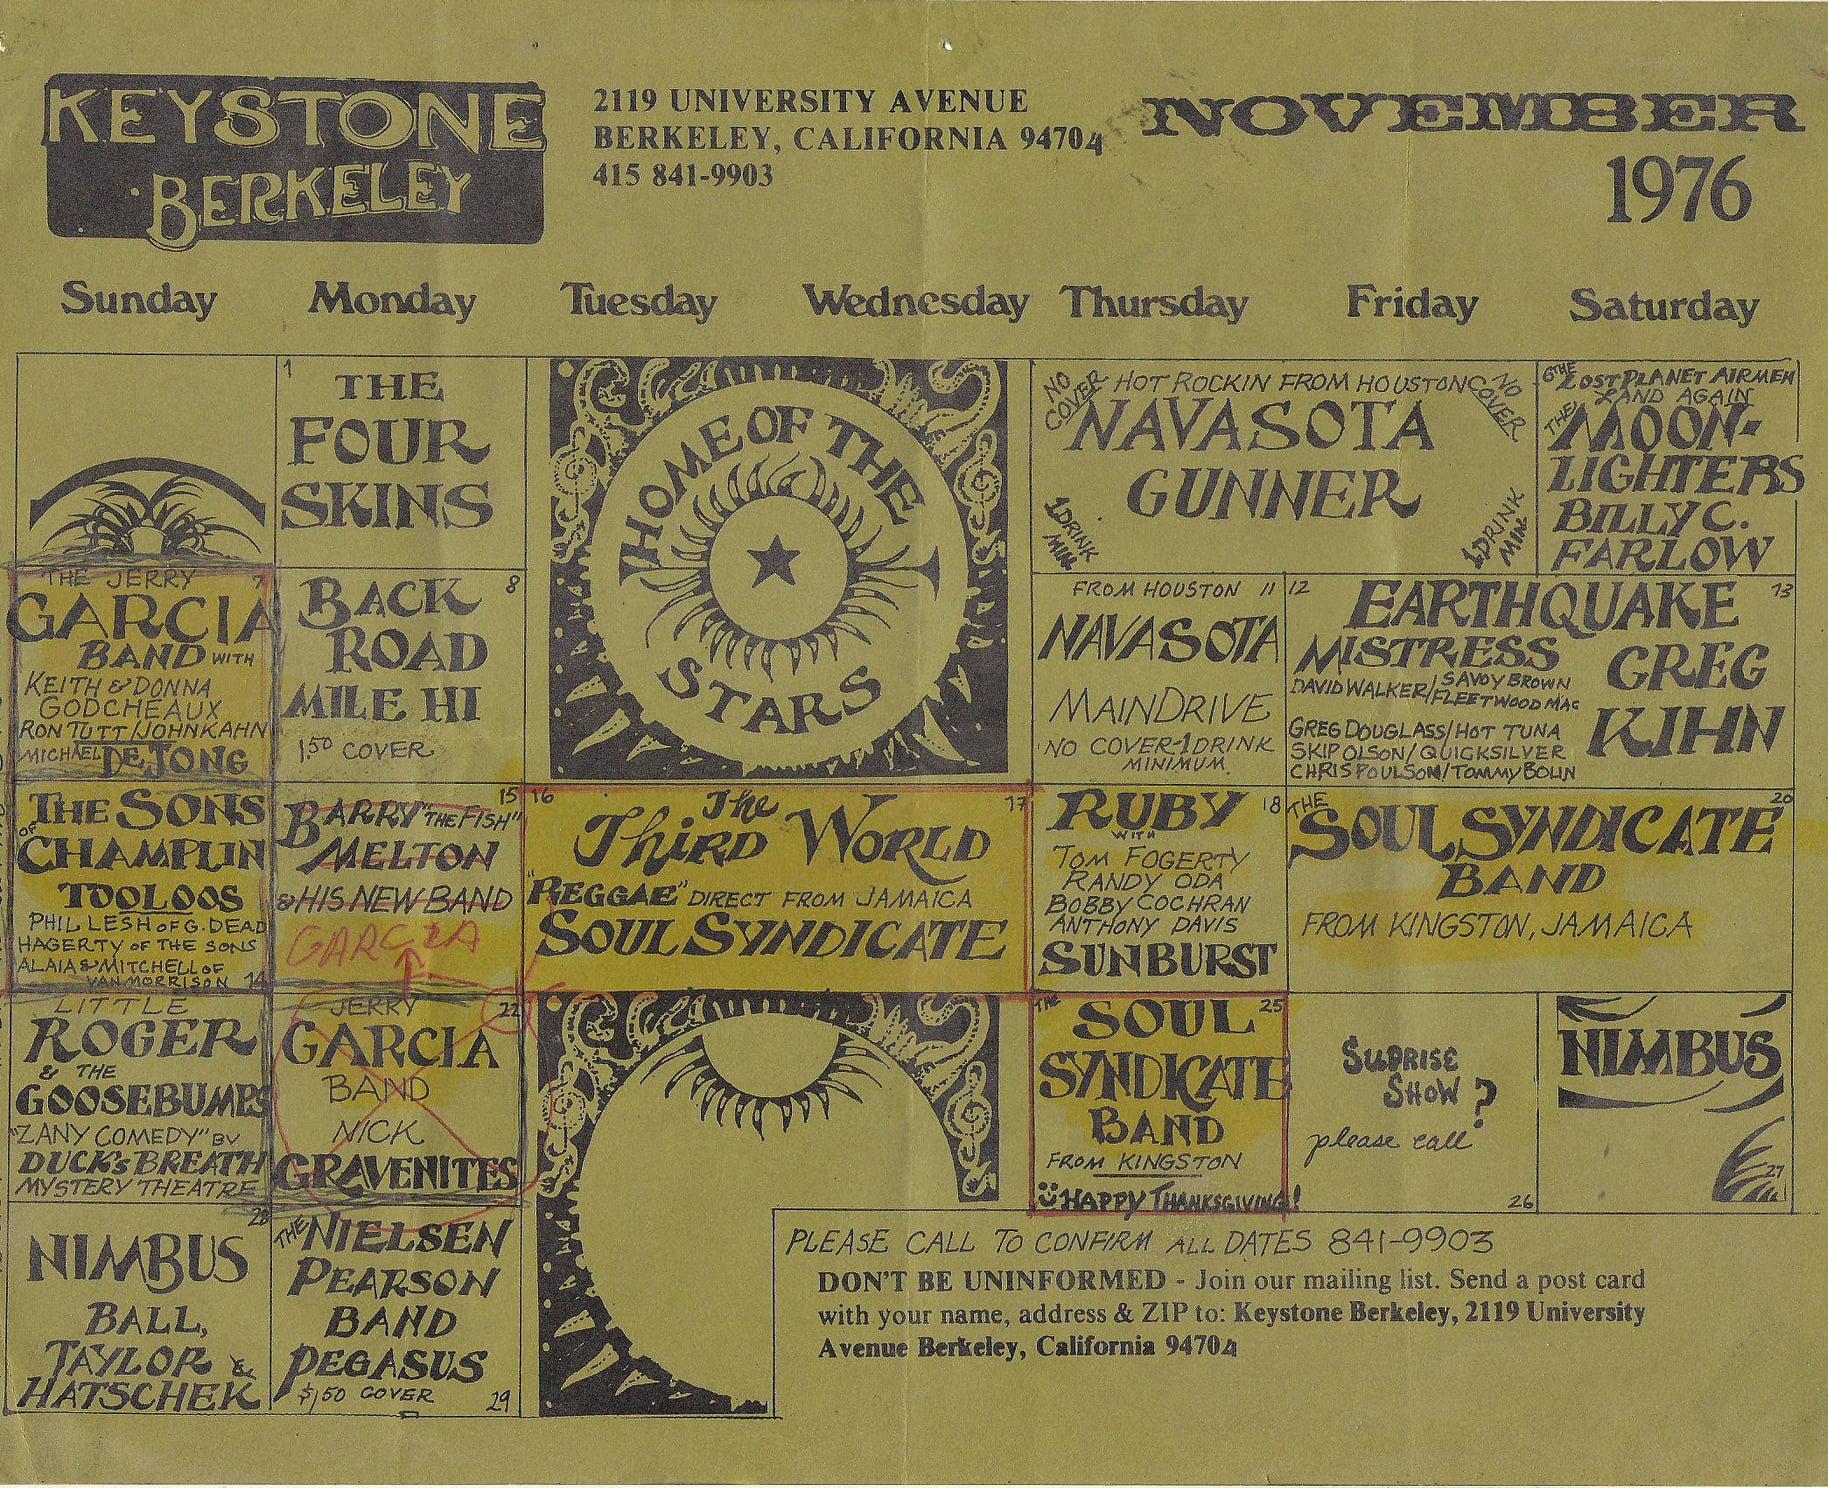 KEYSTONE
BERKELEY
2119 UNIVERSITY AVENUE
BERKELEY, CALIFORNIA 94704
415 841-9903
NOVEMBER
1976
Sunday Monday Tuesday Wednesday Thursday Friday Saturday
1
THE
FOUR
SKINS
HOME OF THE
STARS
NO COVER
HOT ROCKIN FROM HOUSTON
NO COVER
NAVASOTA
GUNNER
1 DRINK MIN
1 DRINK MIN
6 THE LOST PLANET AIRMEN
AND AGAIN
THE MOON-
LIGHTERS
BILLY C.
FARLOW
THE JERRY 7
GARCIA
BAND WITH
KEITH & DONNA
GODCHEAUX
RON TUTT/JOHN KAHN
MICHAEL DEJONG
8
BACK
ROAD
MILE HI
1.50 COVER
FROM HOUSTON 11
NAVASOTA
MAINDRIVE
NO COVER-1 DRINK
MINIMUM.
12 EARTHQUAKE 13
MISTRESS
DAVID WALKER/SAVOY BROWN
/FLEETWOOD MAC
GREG DOUGLASS/HOT TUNA
SKIP OLSON/QUICKSILVER
CHRIS POULSOM/TOMMY BOLIN
GREG
KIHN
THE SONS
OF CHAMPLIN
TOOLOOS
PHIL LESH OF G. DEAD
HAGERTY OF THE SONS
ALAIA & MITCHELL OF
VAN MORRISON 14
15
BARRY "THE FISH"
MELTON
& HIS NEW BAND
GARCIA
16 The 17
Third World
"REGGAE" DIRECT FROM JAMAICA
SOUL SYNDICATE
RUBY 18
WITH
TOM FOGERTY
RANDY ODA
BOBBY COCHRAN
ANTHONY DAVIS
SUNBURST
THE 20
SOUL SYNDICATE
BAND
FROM KINGSTON, JAMAICA
LITTLE
ROGER
& THE
GOOSEBUMPS
"ZANY COMEDY" BY
DUCK'S BREATH
MYSTERY THEATRE
JERRY 22
GARCIA
BAND
NICK
GRAVENITES
THE 25
SOUL
SYNDICATE
BAND
FROM KINGSTON
HAPPY THANKSGIVING!
SUPRISE
SHOW ?
please call
26
NIMBUS
27
28
NIMBUS
BALL,
TAYLOR &
HATSCHEK
THE NIELSEN
PEARSON
BAND
PEGASUS
$1.50 COVER 29
PLEASE CALL TO CONFIRM ALL DATES 841-9903
DON'T BE UNINFORMED - Join our mailing list. Send a post card
with your name, address & ZIP to: Keystone Berkeley, 2119 University
Avenue Berkeley, California 94704